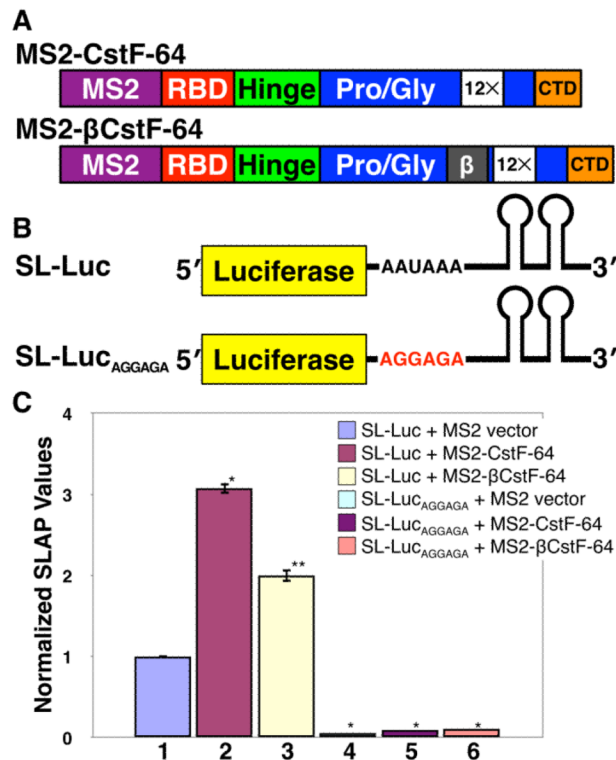 A
MS2-CstF-64
MS2 RBD Hinge Pro/Gly 12× CTD
MS2-βCstF-64
MS2 RBD Hinge Pro/Gly β 12× CTD
B
SL-Luc 5′ Luciferase AAUAAA 3′
SL-LucAGGAGA 5′ Luciferase AGGAGA 3′
C
Normalized SLAP Values
4
3
2
1
0
SL-Luc + MS2 vector
SL-Luc + MS2-CstF-64
SL-Luc + MS2-βCstF-64
SL-LucAGGAGA + MS2 vector
SL-LucAGGAGA + MS2-CstF-64
SL-LucAGGAGA + MS2-βCstF-64
* ** * * *
1 2 3 4 5 6